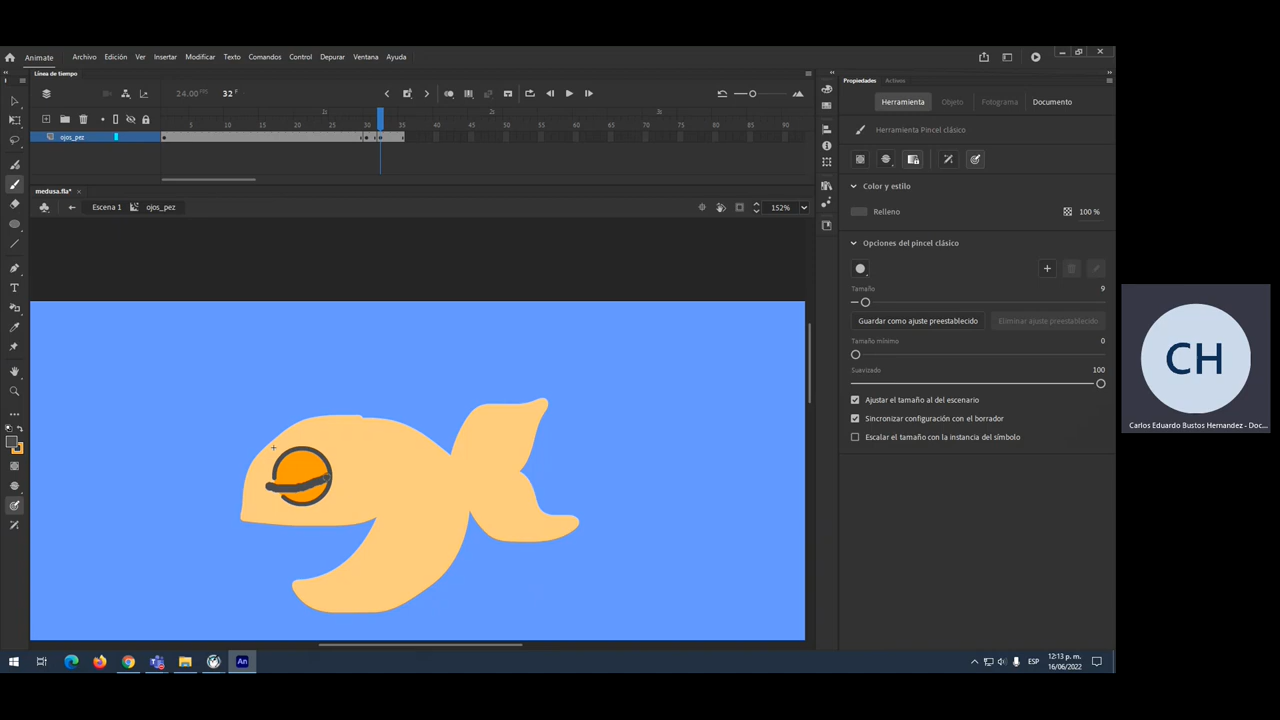 Animate Archivo Edición Ver Insertar Modificar Texto Comandos Control Depurar Ventana Ayuda
Línea de tiempo
24.00 FPS 32 F
1s 2s 3s
5 10 15 20 25 30 35 40 45 50 55 60 65 70 75 80 85 90
ojos_pez
medusa.fla* ×
Escena 1 ojos_pez 152%
Propiedades Activos
Herramienta Objeto Fotograma Documento
Herramienta Pincel clásico
Color y estilo
Relleno 100 %
Opciones del pincel clásico
Tamaño 9
Guardar como ajuste preestablecido Eliminar ajuste preestablecido
Tamaño mínimo 0
Suavizado 100
Ajustar el tamaño al del escenario
Sincronizar configuración con el borrador
Escalar el tamaño con la instancia del símbolo
CH
Carlos Eduardo Bustos Hernandez - Doc...
An
ESP
12:13 p. m.
16/06/2022